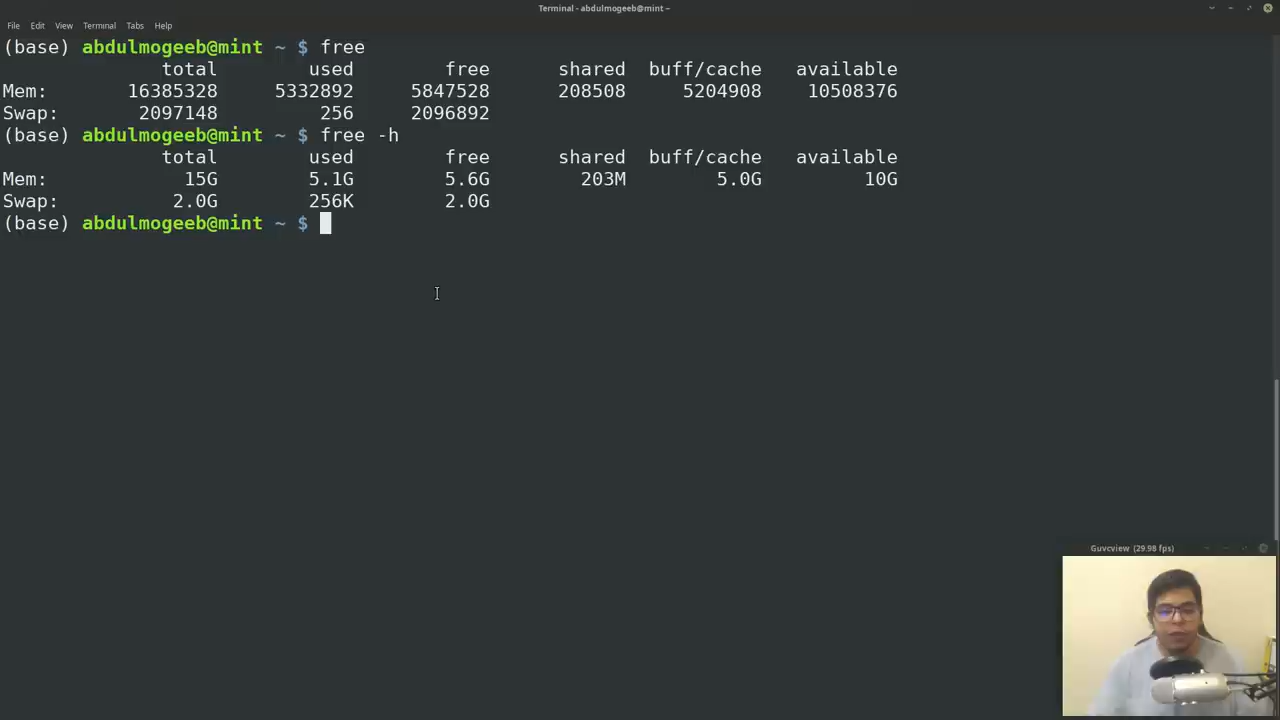 Terminal - abdulmogeeb@mint ~
File Edit View Terminal Tabs Help
(base) abdulmogeeb@mint ~ $ free
total used free shared buff/cache available
Mem: 16385328 5332892 5847528 208508 5204908 10508376
Swap: 2097148 256 2096892
(base) abdulmogeeb@mint ~ $ free -h
total used free shared buff/cache available
Mem: 15G 5.1G 5.6G 203M 5.0G 10G
Swap: 2.0G 256K 2.0G
(base) abdulmogeeb@mint ~ $
Guvcview (29.98 fps)